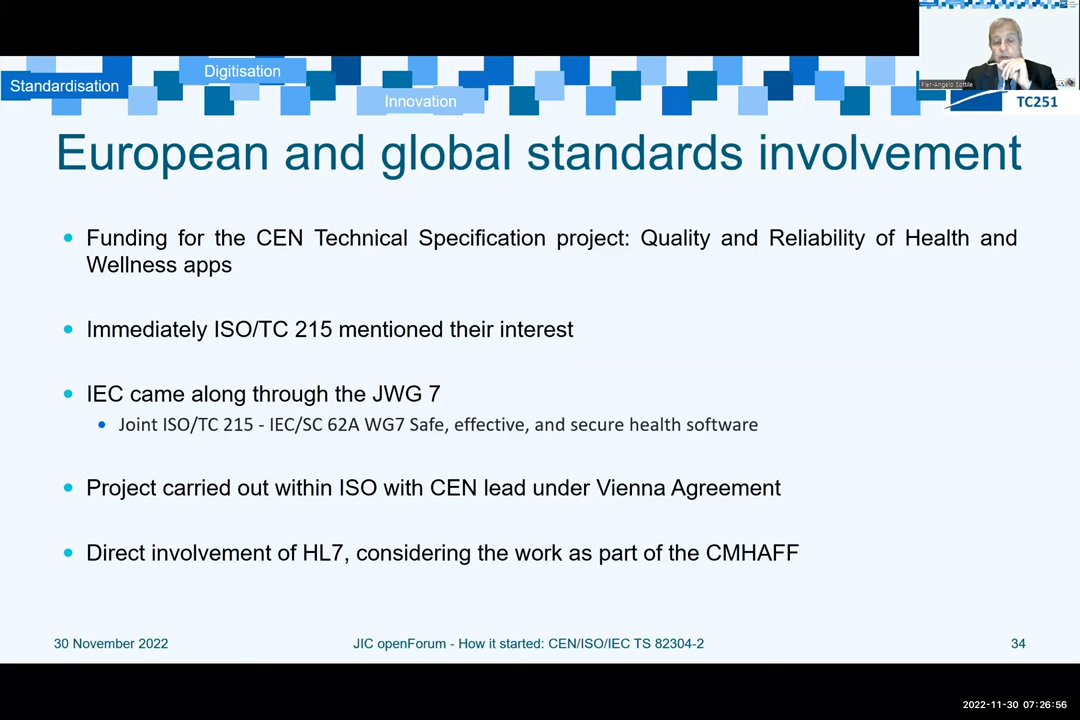 Standardisation
Digitisation
Innovation
Pier-Angelo Sottile
TC251
European and global standards involvement
Funding for the CEN Technical Specification project: Quality and Reliability of Health and
Wellness apps
Immediately ISO/TC 215 mentioned their interest
IEC came along through the JWG 7
Joint ISO/TC 215 - IEC/SC 62A WG7 Safe, effective, and secure health software
Project carried out within ISO with CEN lead under Vienna Agreement
Direct involvement of HL7, considering the work as part of the CMHAFF
30 November 2022
JIC openForum - How it started: CEN/ISO/IEC TS 82304-2
34
2022-11-30 07:26:56